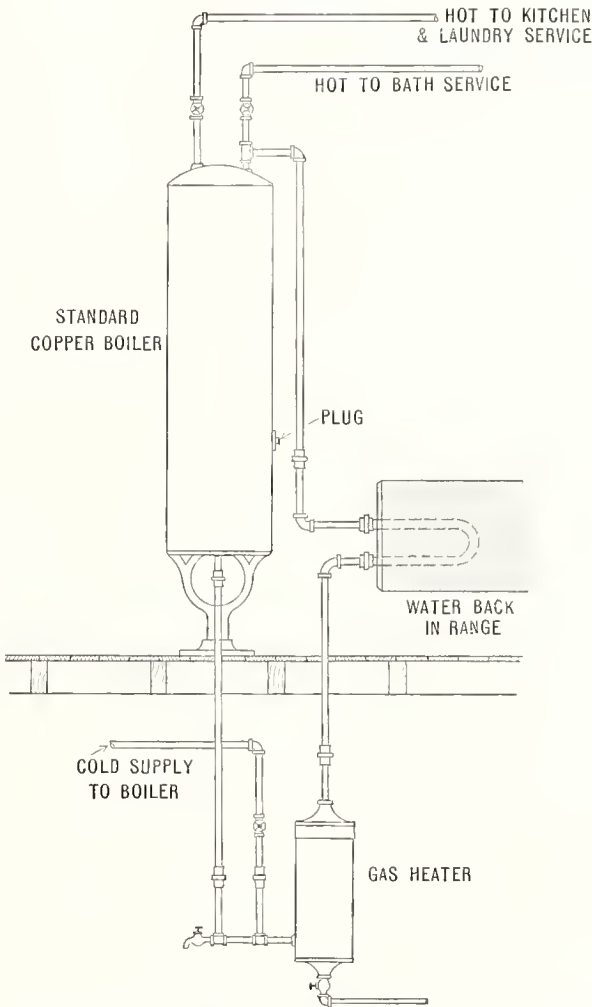 HOT TO KITCHEN
& LAUNDRY SERVICE
HOT TO BATH SERVICE
STANDARD
COPPER BOILER
PLUG
WATER BACK
IN RANGE
COLD SUPPLY
TO BOILER
GAS HEATER